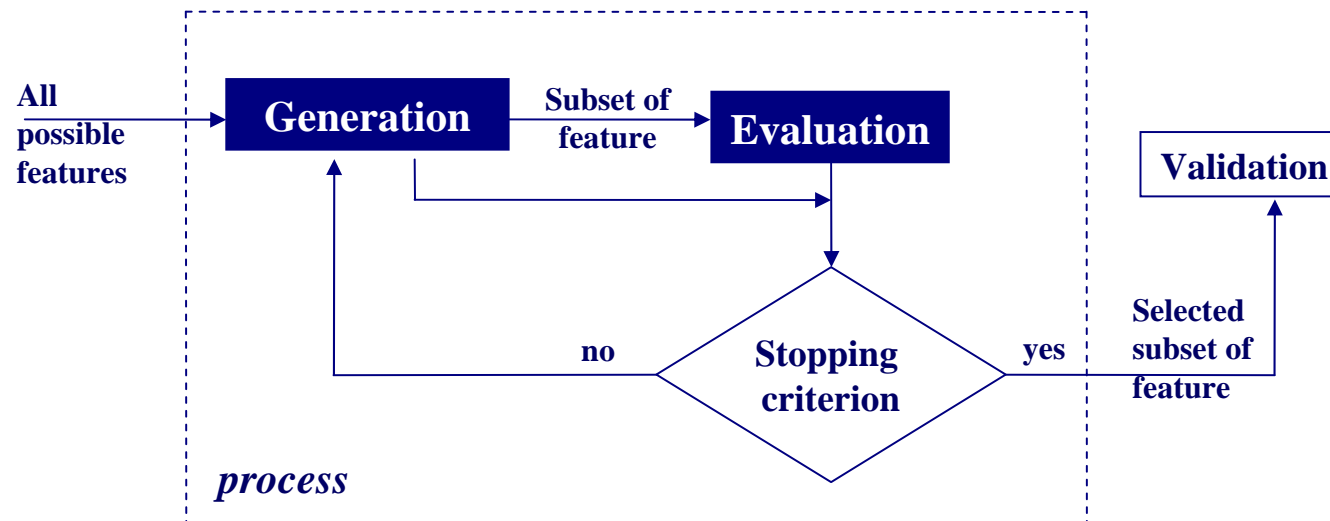 All
possible
features
Generation
Subset of
feature
Evaluation
Validation
no
Stopping
criterion
yes
Selected
subset of
feature
process